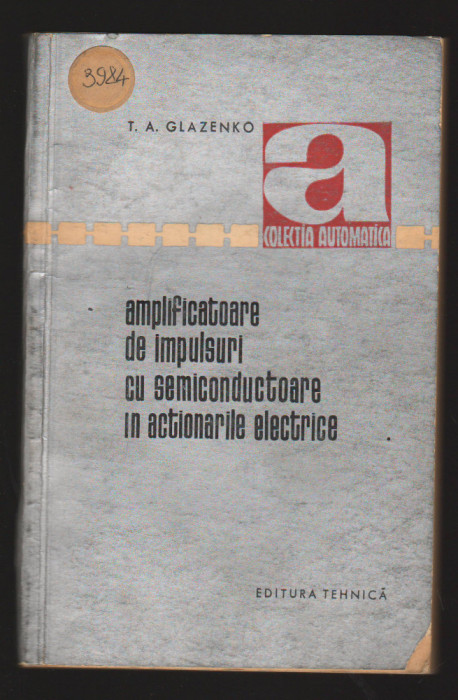 3984
T. A. GLAZENKO
a
COLECTIA AUTOMATICA
amplificatoare
de impulsuri
cu semiconductoare
in actionarile electrice
EDITURA TEHNICĂ